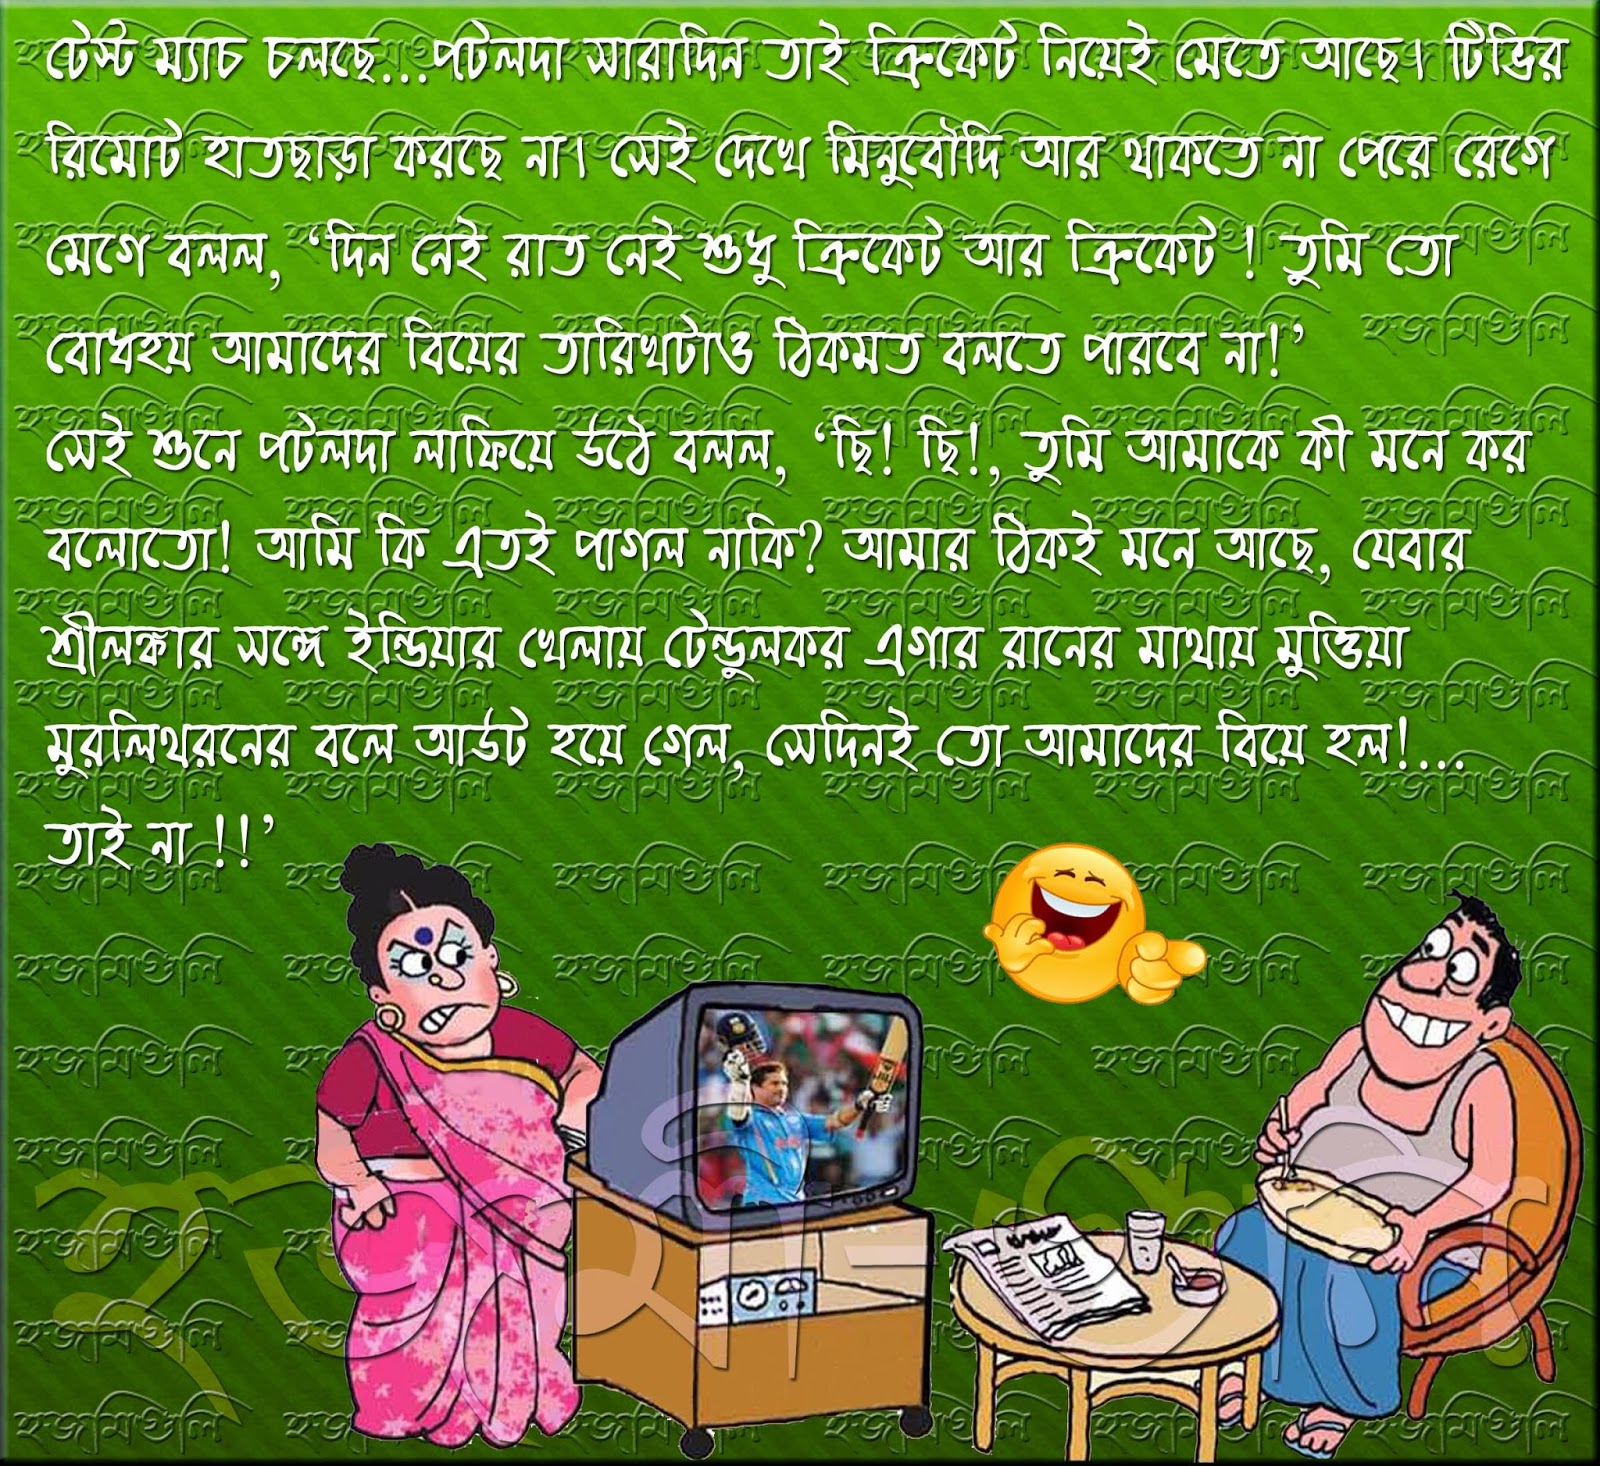 টেস্ট ম্যাচ চলছে...পটলদা সারাদিন তাই ক্রিকেট নিয়েই মেতে আছে। টিভির
রিমোট হাতছাড়া করছে না। সেই দেখে মিনুবৌদি আর থাকতে না পেরে রেগে
মেগে বলল, ‘দিন নেই রাত নেই শুধু ক্রিকেট আর ক্রিকেট ! তুমি তো
বোধহয় আমাদের বিয়ের তারিখটাও ঠিকমত বলতে পারবে না!’
সেই শুনে পটলদা লাফিয়ে উঠে বলল, ‘ছি! ছি!, তুমি আমাকে কী মনে কর
বলোতো! আমি কি এতই পাগল নাকি? আমার ঠিকই মনে আছে, যেবার
শ্রীলঙ্কার সঙ্গে ইন্ডিয়ার খেলায় টেন্ডুলকর এগার রানের মাথায় মুত্তিয়া
মুরলিথরনের বলে আউট হয়ে গেল, সেদিনই তো আমাদের বিয়ে হল!...
তাই না !!’
হজমিগুলি